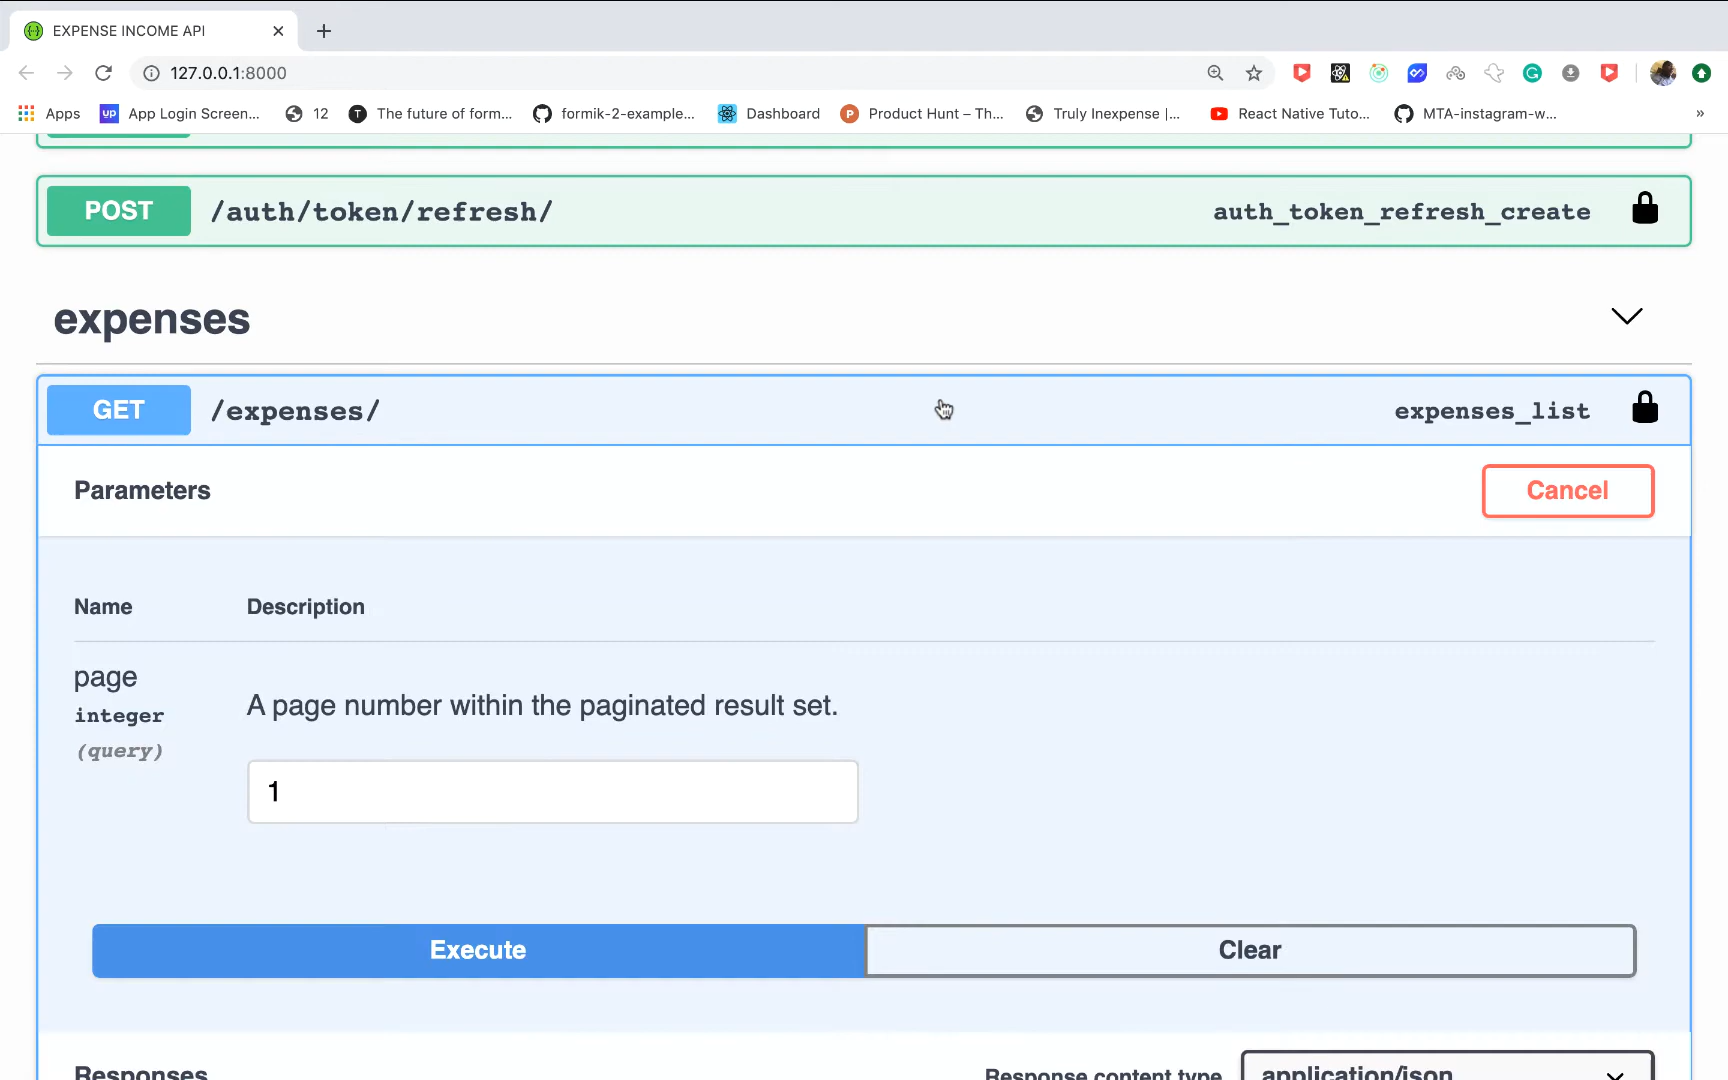 EXPENSE INCOME API
127.0.0.1:8000
Apps
up App Login Screen...
12
T The future of form...
formik-2-example...
Dashboard
P Product Hunt – Th...
Truly Inexpense |...
React Native Tuto...
MTA-instagram-w...
»
POST /auth/token/refresh/ auth_token_refresh_create
expenses
GET /expenses/ expenses_list
Parameters Cancel
Name Description
page
integer
(query)
A page number within the paginated result set.
1
Execute Clear
Responses Response content type application/json